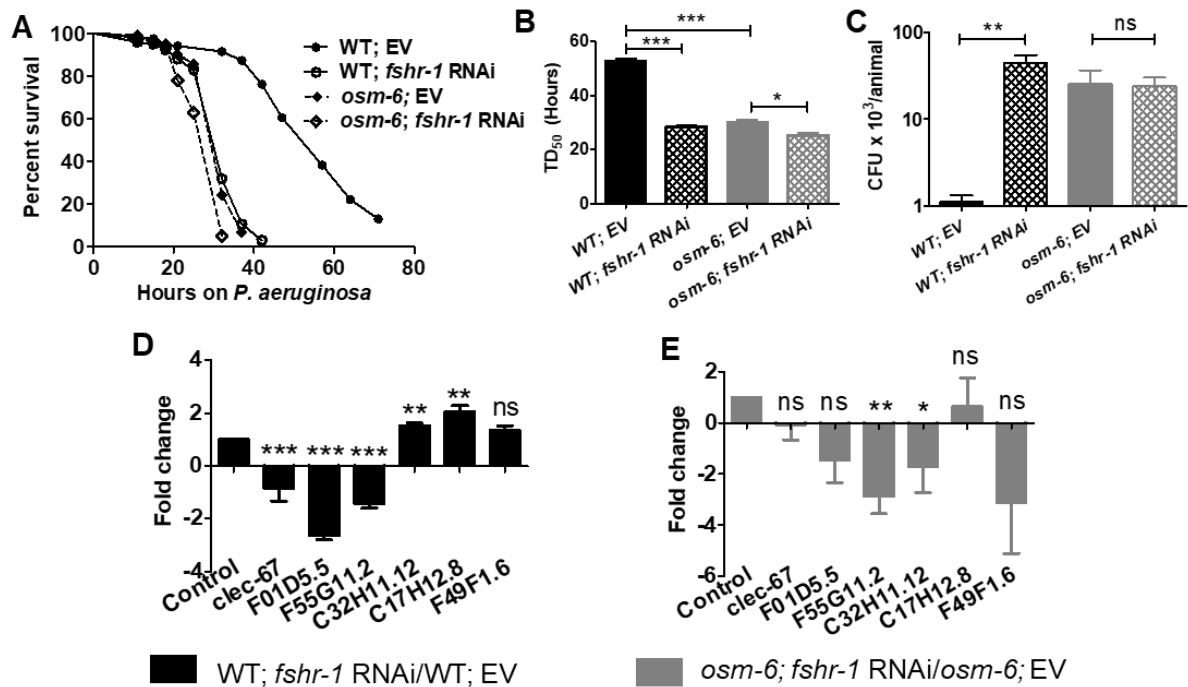 A
100
80
60
40
20
0
0 20 40 60 80
Percent survival
Hours on P. aeruginosa
WT; EV
WT; fshr-1 RNAi
osm-6; EV
osm-6; fshr-1 RNAi
B
60
40
20
0
TD50 (Hours)
***
***
*
WT; EV
WT; fshr-1 RNAi
osm-6; EV
osm-6; fshr-1 RNAi
C
100
10
1
CFU x 10³/animal
**
ns
WT; EV
WT; fshr-1 RNAi
osm-6; EV
osm-6; fshr-1 RNAi
D
4
2
0
-2
-4
Fold change
*** *** *** ** ** ns
Control
clec-67
F01D5.5
F55G11.2
C32H11.12
C17H12.8
F49F1.6
E
2
0
-2
-4
-6
Fold change
ns ns ** * ns ns
Control
clec-67
F01D5.5
F55G11.2
C32H11.12
C17H12.8
F49F1.6
WT; fshr-1 RNAi/WT; EV
osm-6; fshr-1 RNAi/osm-6; EV